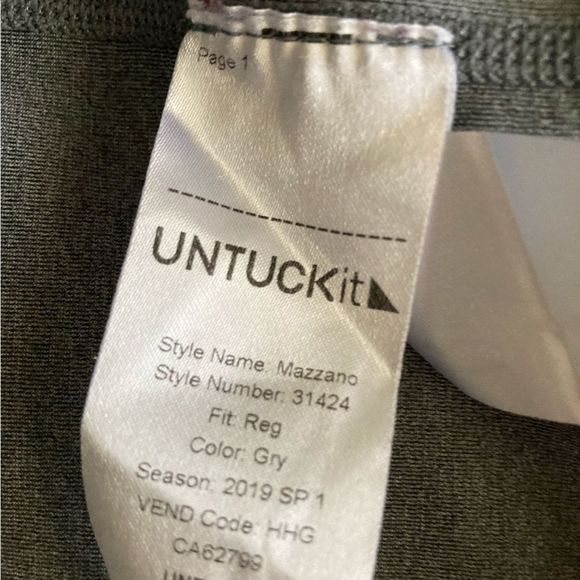 Page 1
UNTUCKit
Style Name: Mazzano
Style Number: 31424
Fit: Reg
Color: Gry
Season: 2019 SP 1
VEND Code: HHG
CA62799